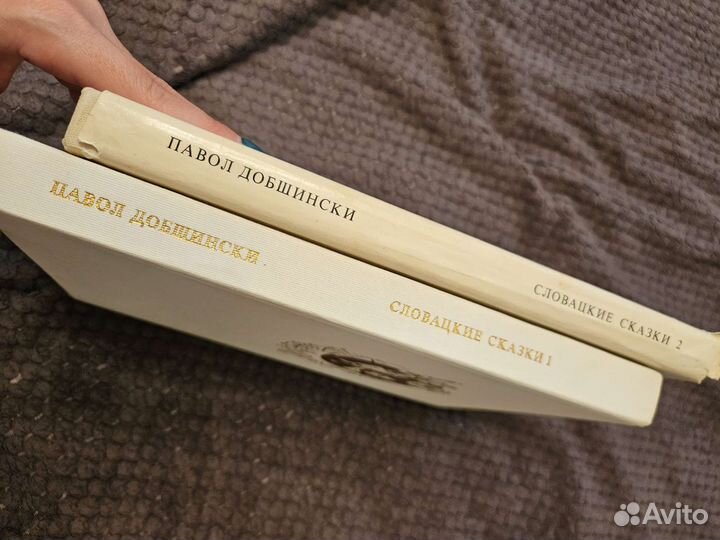 ПАВОЛ ДОБШИНСКИ
СЛОВАЦКИЕ СКАЗКИ 2
ПАВОЛ ДОБШИНСКИ
СЛОВАЦКИЕ СКАЗКИ 1
Avito